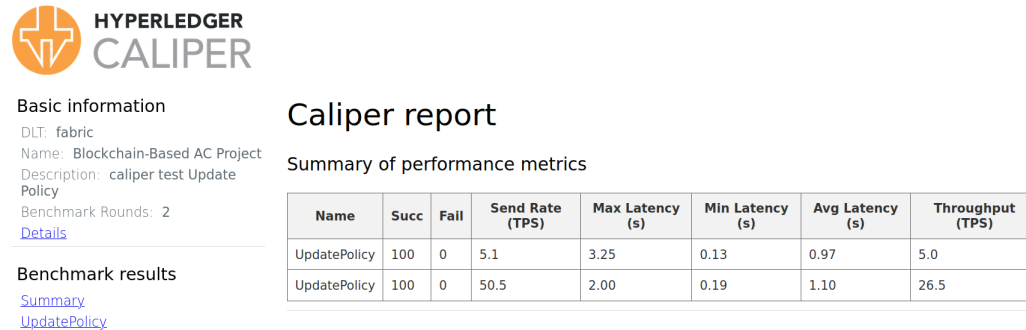 HYPERLEDGER
CALIPER
Basic information
DLT: fabric
Name: Blockchain-Based AC Project
Description: caliper test Update
Policy
Benchmark Rounds: 2
Details
Benchmark results
Summary
UpdatePolicy
Caliper report
Summary of performance metrics
Name Succ Fail Send Rate (TPS) Max Latency (s) Min Latency (s) Avg Latency (s) Throughput (TPS)
UpdatePolicy 100 0 5.1 3.25 0.13 0.97 5.0
UpdatePolicy 100 0 50.5 2.00 0.19 1.10 26.5